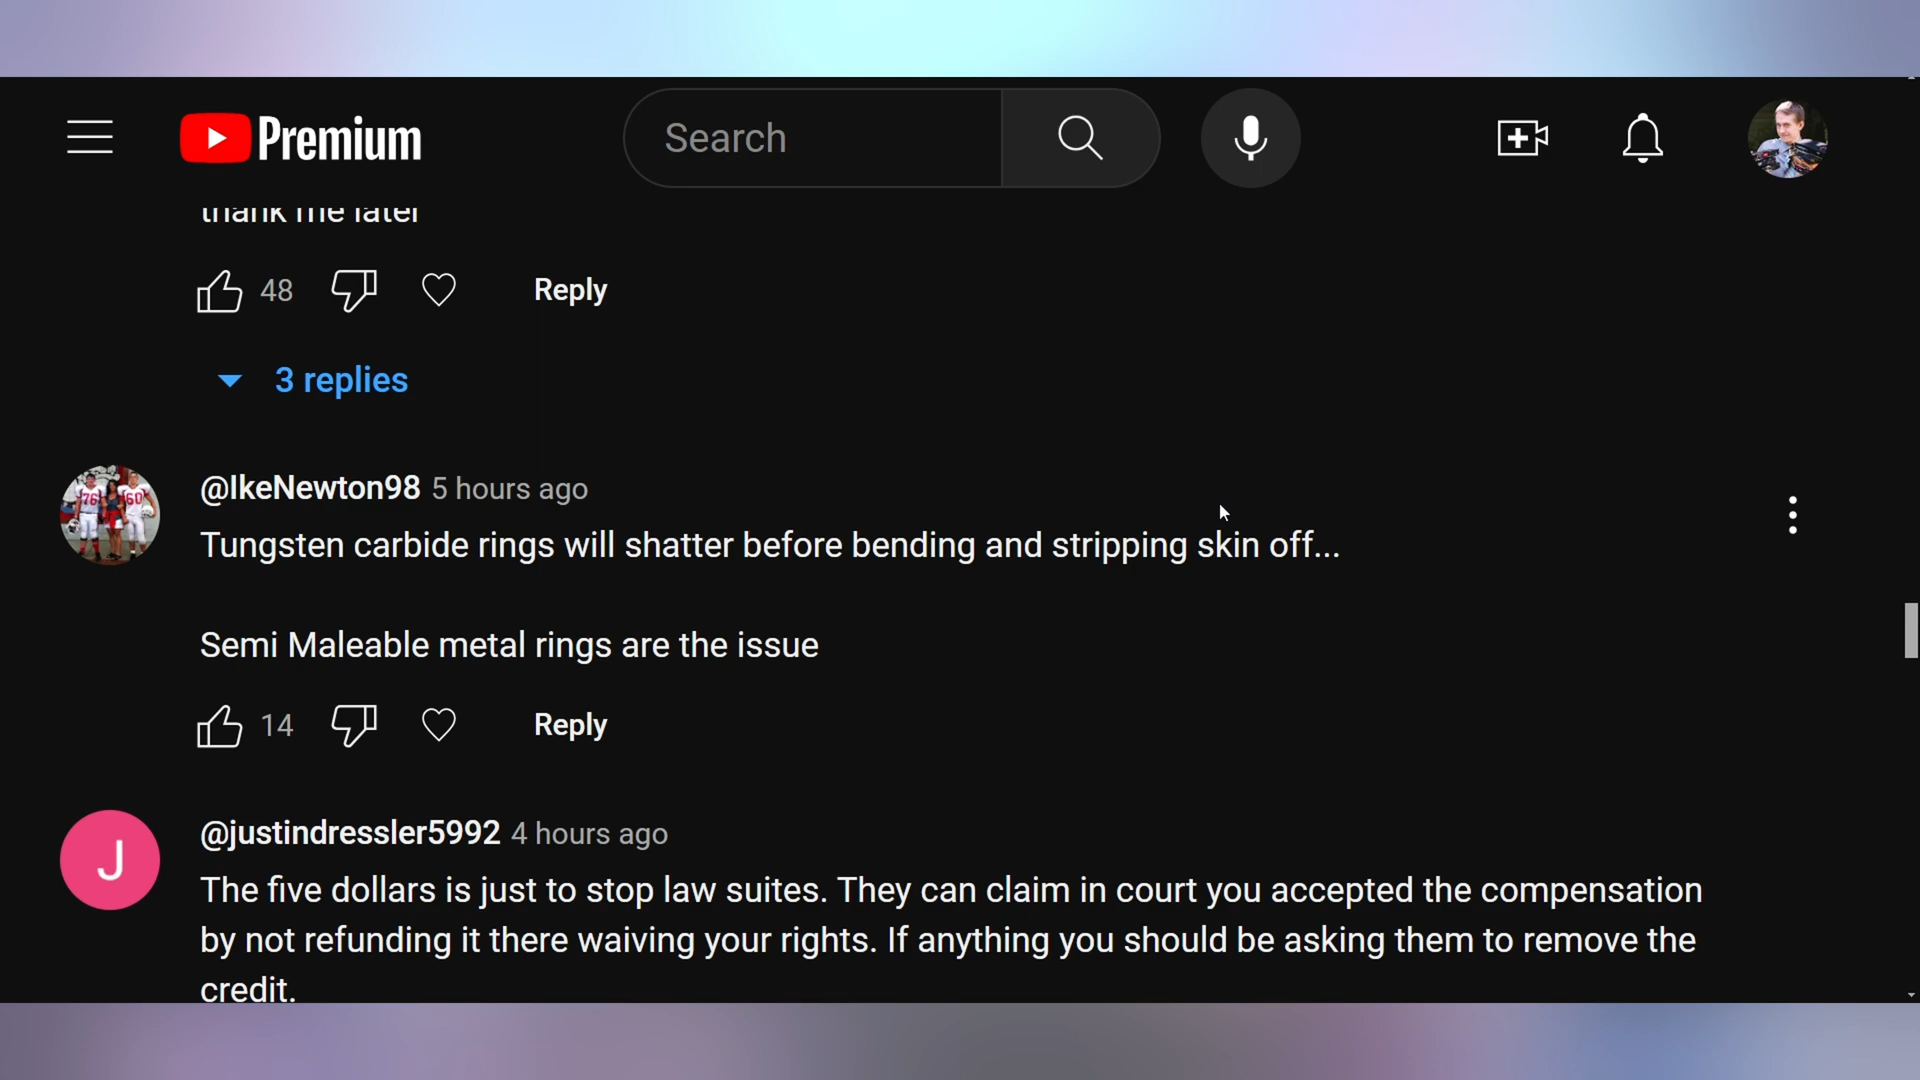 Premium
Search
thank me later
48
Reply
3 replies
@IkeNewton98 5 hours ago
Tungsten carbide rings will shatter before bending and stripping skin off...
Semi Maleable metal rings are the issue
14
Reply
J
@justindressler5992 4 hours ago
The five dollars is just to stop law suites. They can claim in court you accepted the compensation
by not refunding it there waiving your rights. If anything you should be asking them to remove the
credit.